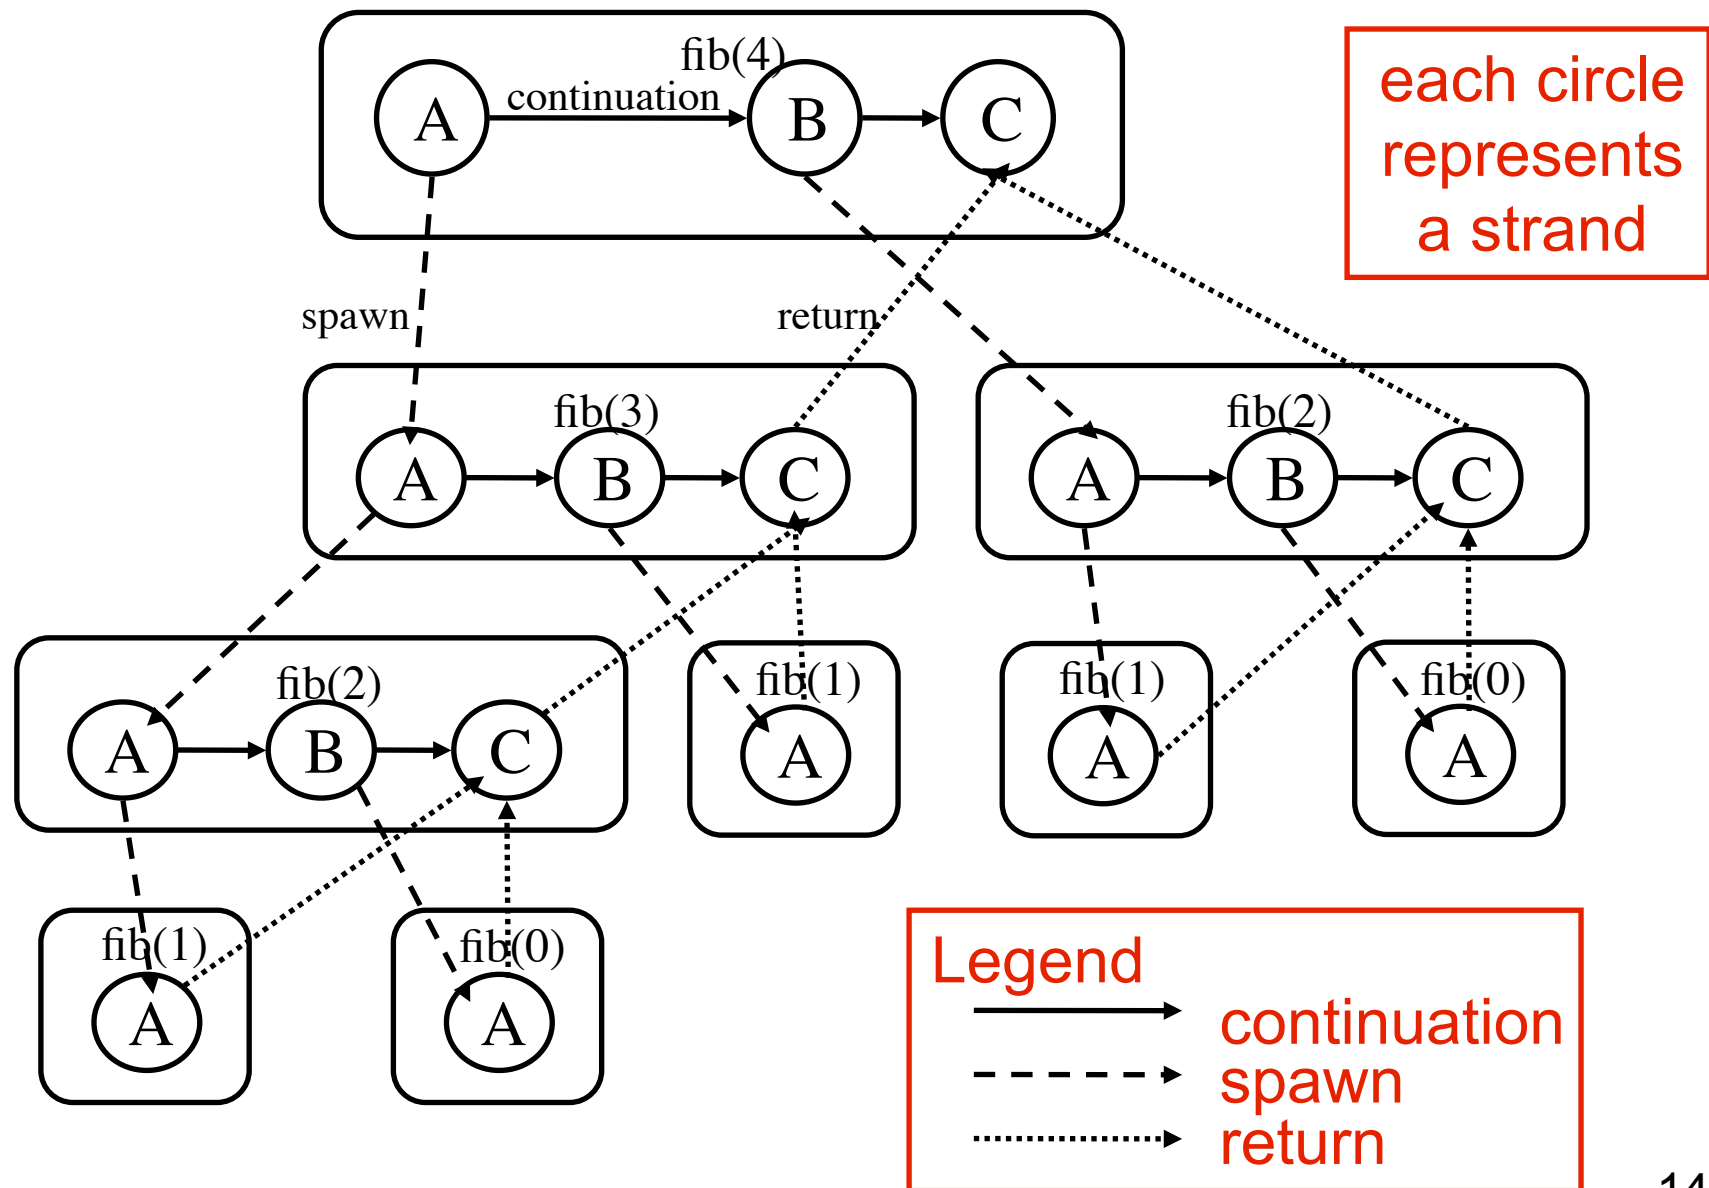 fib(4)
A
continuation
B
C
each circle
represents
a strand
spawn
return
fib(3)
A
B
C
fib(2)
A
B
C
fib(2)
A
B
C
fib(1)
A
fib(1)
A
fib(0)
A
fib(1)
A
fib(0)
A
Legend
continuation
spawn
return
14